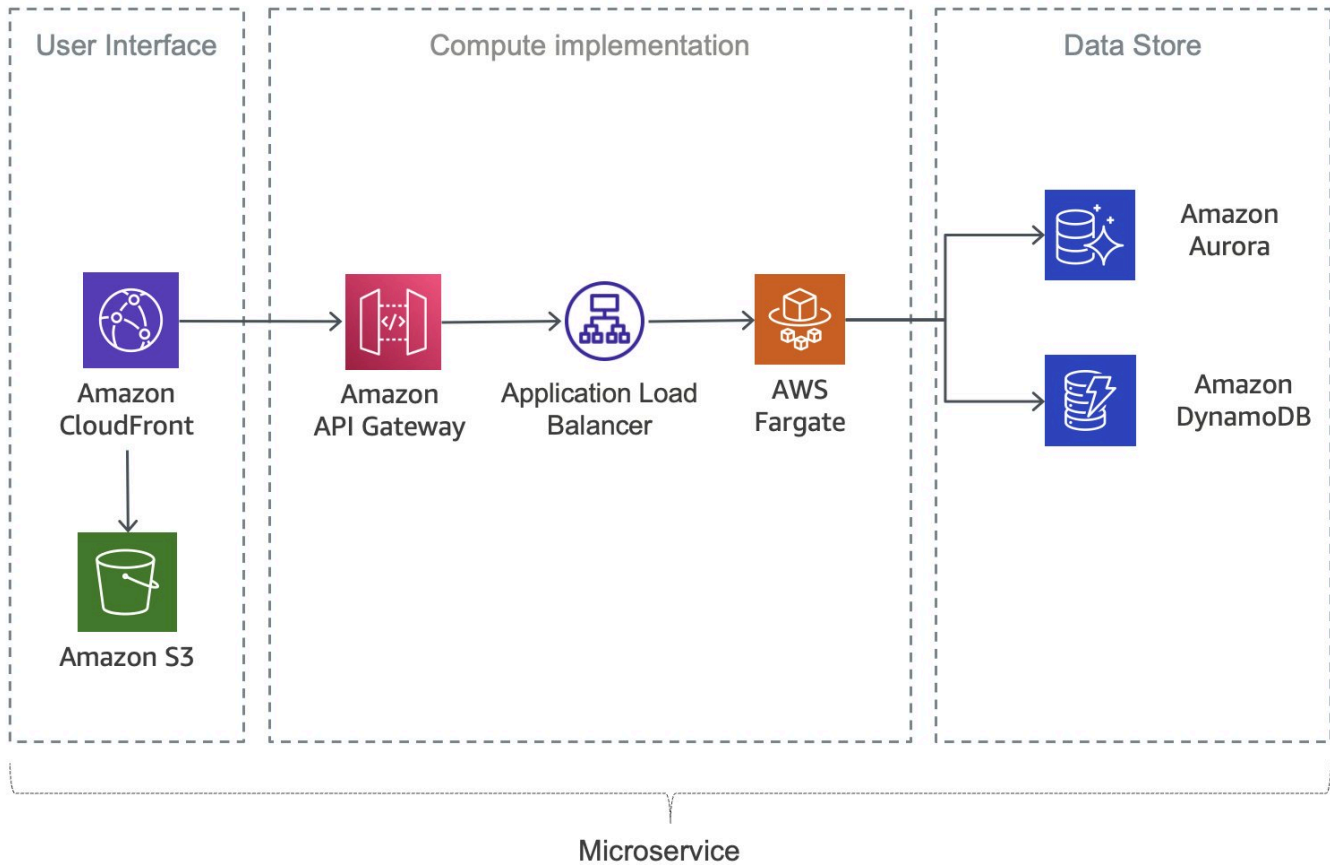 User Interface
Compute implementation
Data Store
Amazon
CloudFront
Amazon S3
Amazon
API Gateway
</>
Application Load
Balancer
AWS
Fargate
Amazon
Aurora
Amazon
DynamoDB
Microservice